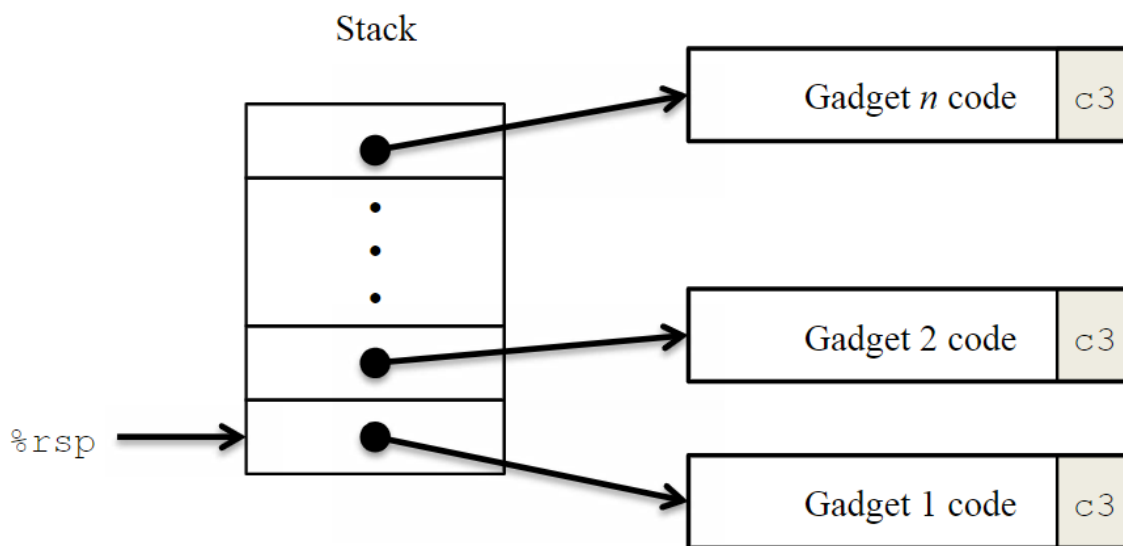 Stack
Gadget n code c3
Gadget 2 code c3
%rsp
Gadget 1 code c3